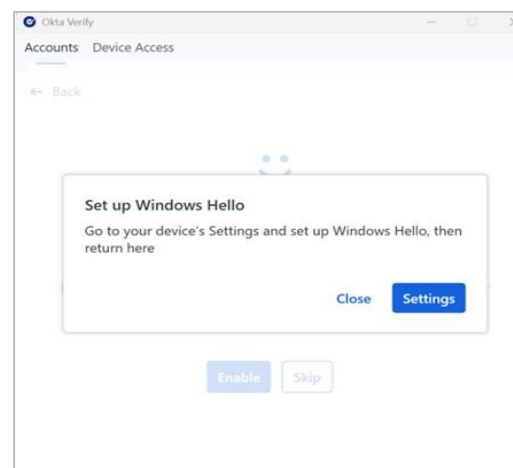 Okta Verify
Accounts Device Access
← Back
Set up Windows Hello
Go to your device's Settings and set up Windows Hello, then
return here
Close Settings
Enable Skip